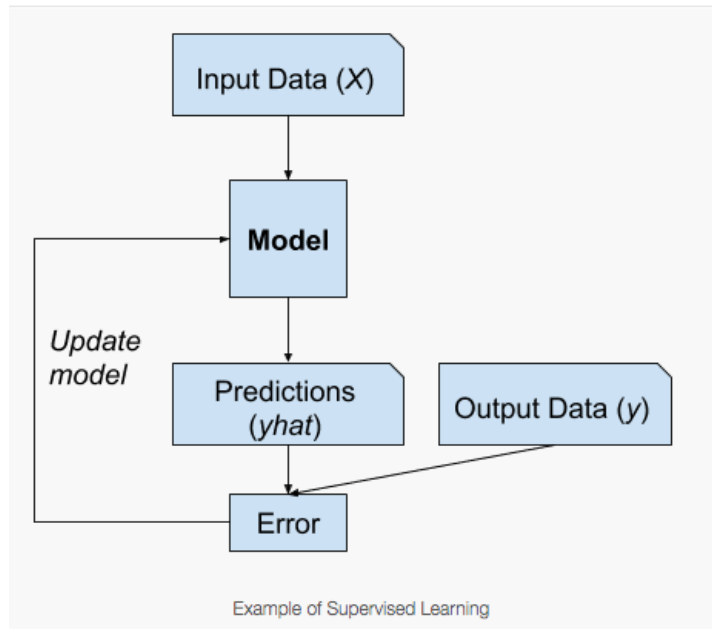 Input Data (X)
Model
Update
model
Predictions
(yhat)
Output Data (y)
Error
Example of Supervised Learning